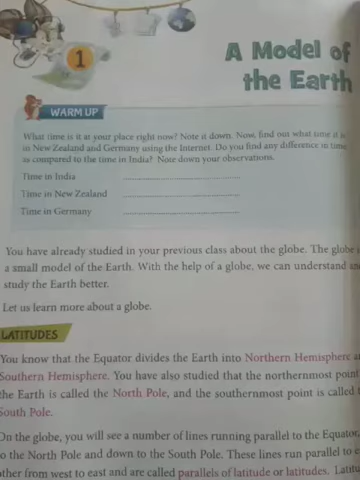 1
A Model of
the Earth
WARM UP
What time is it at your place right now? Note it down. Now, find out what time it is
in New Zealand and Germany using the Internet. Do you find any difference in time
as compared to the time in India? Note down your observations.
Time in India
Time in New Zealand
Time in Germany
You have already studied in your previous class about the globe. The globe
a small model of the Earth. With the help of a globe, we can understand and
study the Earth better.
Let us learn more about a globe.
LATITUDES
You know that the Equator divides the Earth into Northern Hemisphere
Southern Hemisphere. You have also studied that the northernmost point
the Earth is called the North Pole, and the southernmost point is called
South Pole.
On the globe, you will see a number of lines running parallel to the Equator,
to the North Pole and down to the South Pole. These lines run parallel to
other from west to east and are called parallels of latitude or latitudes.